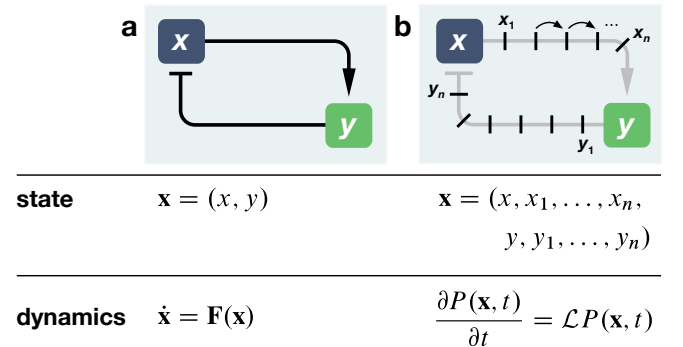 a
x
y
b
x
x₁
...
xₙ
yₙ
y
y₁
state
𝐱 = (x, y)
𝐱 = (x, x₁, . . . , xₙ,
y, y₁, . . . , yₙ)
dynamics
𝐱̇ = 𝐅(𝐱)
∂P(𝐱, t)/∂t = ℒP(𝐱, t)